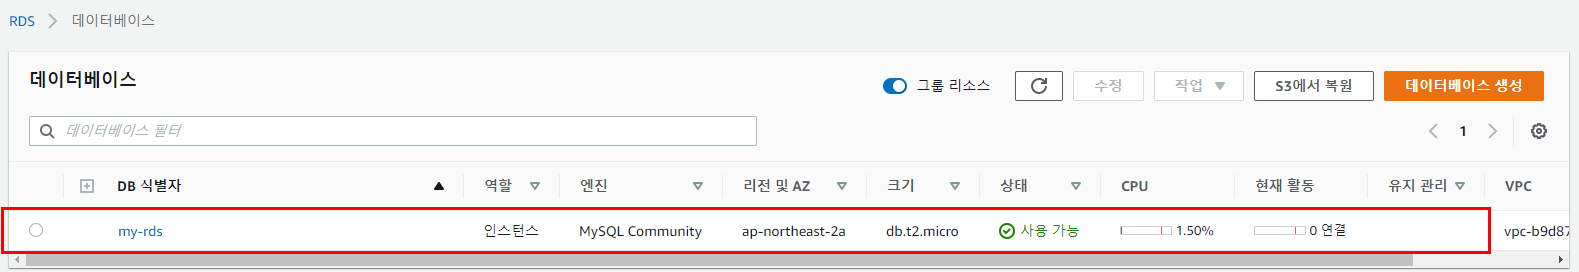 RDS > 데이터베이스
데이터베이스 그룹 리소스 수정 작업 S3에서 복원 데이터베이스 생성
데이터베이스 필터 1
DB 식별자 역할 엔진 리전 및 AZ 크기 상태 CPU 현재 활동 유지 관리 VPC
my-rds 인스턴스 MySQL Community ap-northeast-2a db.t2.micro 사용 가능 1.50% 0 연결 vpc-b9d87